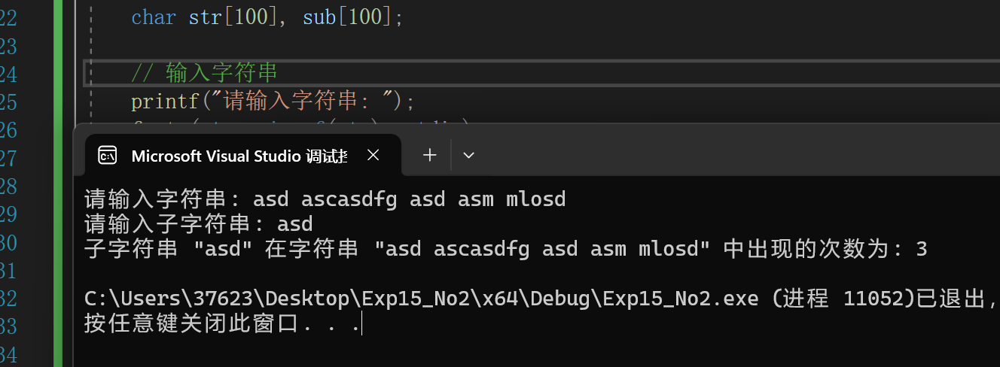 22 char str[100], sub[100];
23
24 // 输入字符串
25 printf("请输入字符串: ");
26
27 Microsoft Visual Studio 调试控
28
29 请输入字符串: asd ascasdfg asd asm mlosd
请输入子字符串: asd
30 子字符串 "asd" 在字符串 "asd ascasdfg asd asm mlosd" 中出现的次数为: 3
31
32 C:\Users\37623\Desktop\Exp15_No2\x64\Debug\Exp15_No2.exe (进程 11052)已退出,
33 按任意键关闭此窗口. . .
34